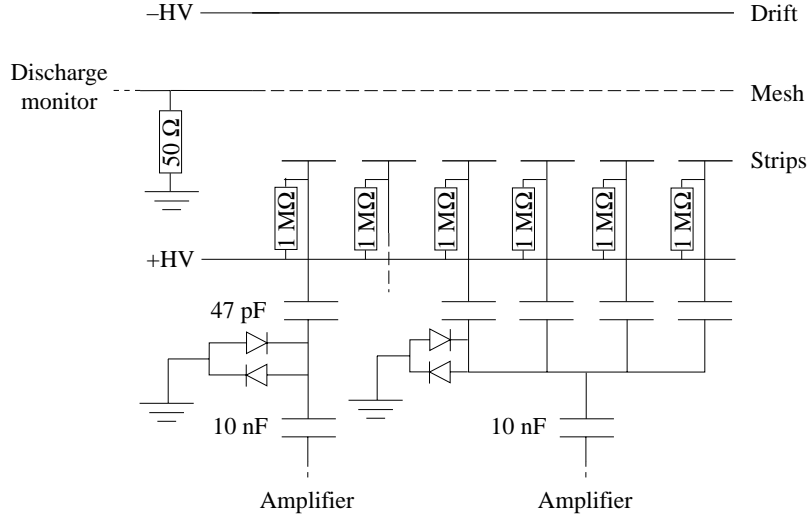 –HV
Drift
Discharge
monitor
Mesh
50 Ω
Strips
1 MΩ
1 MΩ
1 MΩ
1 MΩ
1 MΩ
1 MΩ
+HV
47 pF
10 nF
10 nF
Amplifier
Amplifier